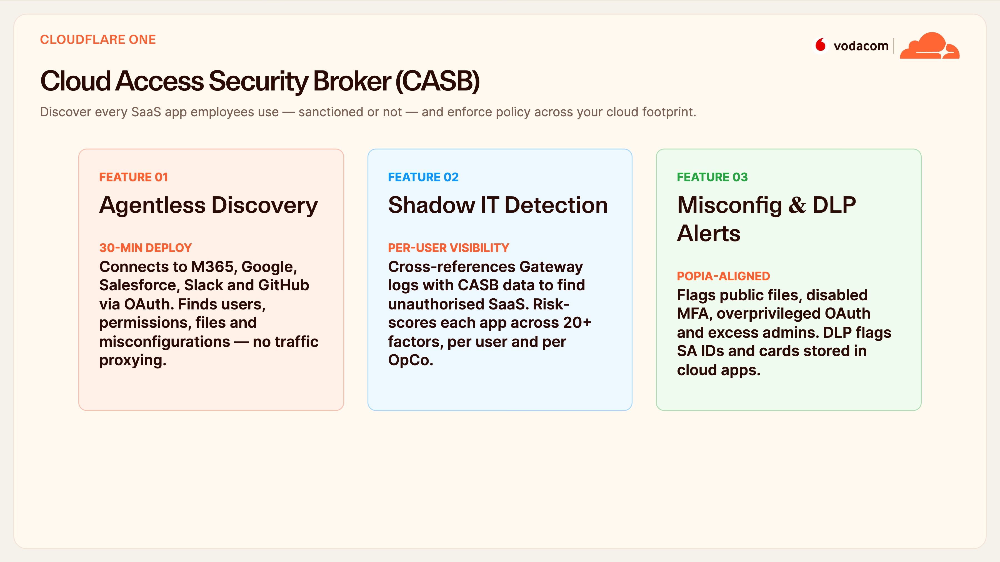 CLOUDFLARE ONE
vodacom
Cloud Access Security Broker (CASB)
Discover every SaaS app employees use — sanctioned or not — and enforce policy across your cloud footprint.
FEATURE 01
Agentless Discovery
30-MIN DEPLOY
Connects to M365, Google,
Salesforce, Slack and GitHub
via OAuth. Finds users,
permissions, files and
misconfigurations — no traffic
proxying.
FEATURE 02
Shadow IT Detection
PER-USER VISIBILITY
Cross-references Gateway
logs with CASB data to find
unauthorised SaaS. Risk-
scores each app across 20+
factors, per user and per
OpCo.
FEATURE 03
Misconfig & DLP
Alerts
POPIA-ALIGNED
Flags public files, disabled
MFA, overprivileged OAuth
and excess admins. DLP flags
SA IDs and cards stored in
cloud apps.